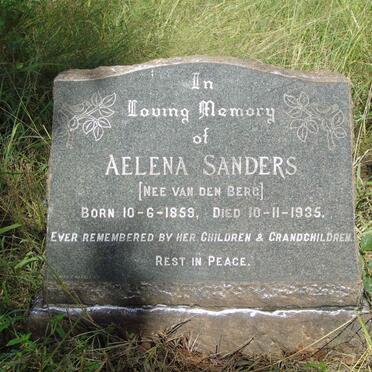 In
Loving Memory
of
AELENA SANDERS
[NEE VAN DEN BERG]
BORN 10-6-1859, DIED 10-11-1935.
EVER REMEMBERED BY HER CHILDREN & GRANDCHILDREN.
REST IN PEACE.